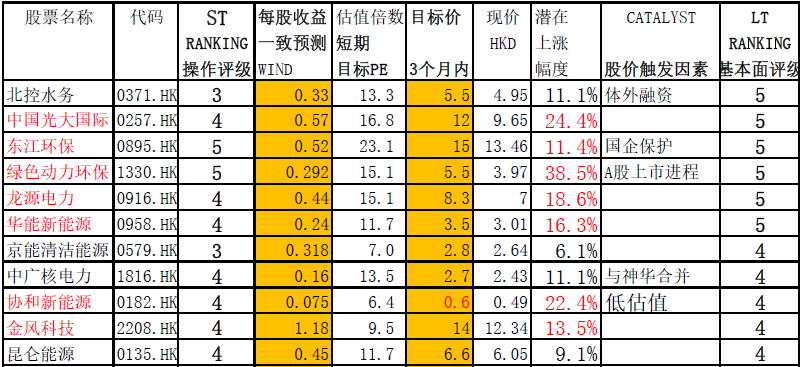 股票名称 代码 ST RANKING 操作评级 每股收益一致预测 WIND 估值倍数 短期 目标PE 目标价 3个月内 现价 HKD 潜在上涨幅度 CATALYST 股价触发因素 LT RANKING 基本面评级
北控水务 0371.HK 3 0.33 13.3 5.5 4.95 11.1% 体外融资 5
中国光大国际 0257.HK 4 0.57 16.8 12 9.65 24.4% 5
东江环保 0895.HK 5 0.52 23.1 15 13.46 11.4% 国企保护 5
绿色动力环保 1330.HK 5 0.292 15.1 5.5 3.97 38.5% A股上市进程 5
龙源电力 0916.HK 4 0.44 15.1 8.3 7 18.6% 5
华能新能源 0958.HK 4 0.24 11.7 3.5 3.01 16.3% 5
京能清洁能源 0579.HK 3 0.318 7.0 2.8 2.64 6.1% 4
中广核电力 1816.HK 4 0.16 13.5 2.7 2.43 11.1% 与神华合并 4
协和新能源 0182.HK 4 0.075 6.4 0.6 0.49 22.4% 低估值 4
金风科技 2208.HK 4 1.18 9.5 14 12.34 13.5% 4
昆仑能源 0135.HK 4 0.45 11.7 6.6 6.05 9.1% 4